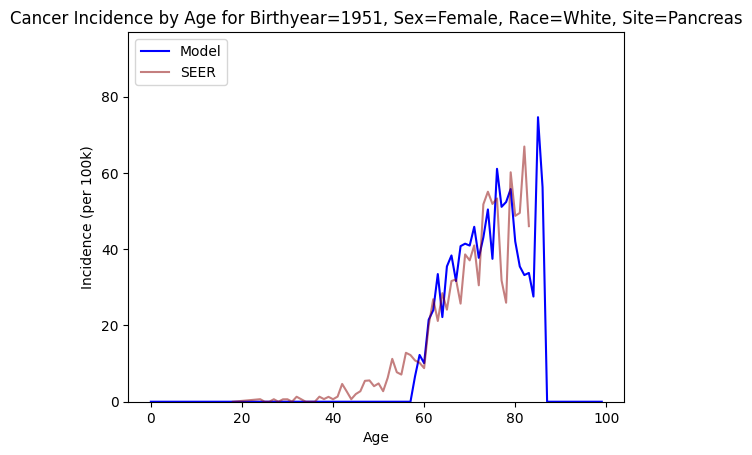 Cancer Incidence by Age for Birthyear=1951, Sex=Female, Race=White, Site=Pancreas
Model
SEER
Incidence (per 100k)
80
60
40
20
0
0 20 40 60 80 100
Age